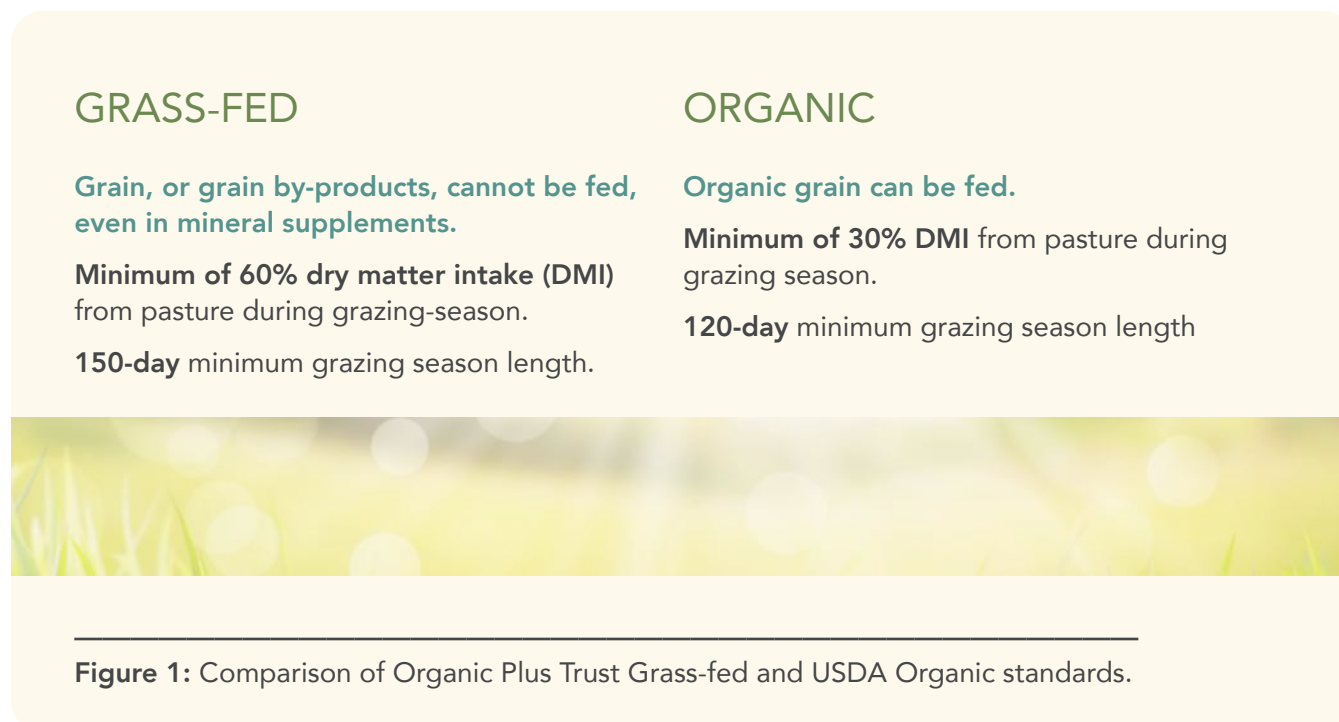 GRASS-FED
Grain, or grain by-products, cannot be fed,
even in mineral supplements.
Minimum of 60% dry matter intake (DMI)
from pasture during grazing-season.
150-day minimum grazing season length.
ORGANIC
Organic grain can be fed.
Minimum of 30% DMI from pasture during
grazing season.
120-day minimum grazing season length
Figure 1: Comparison of Organic Plus Trust Grass-fed and USDA Organic standards.